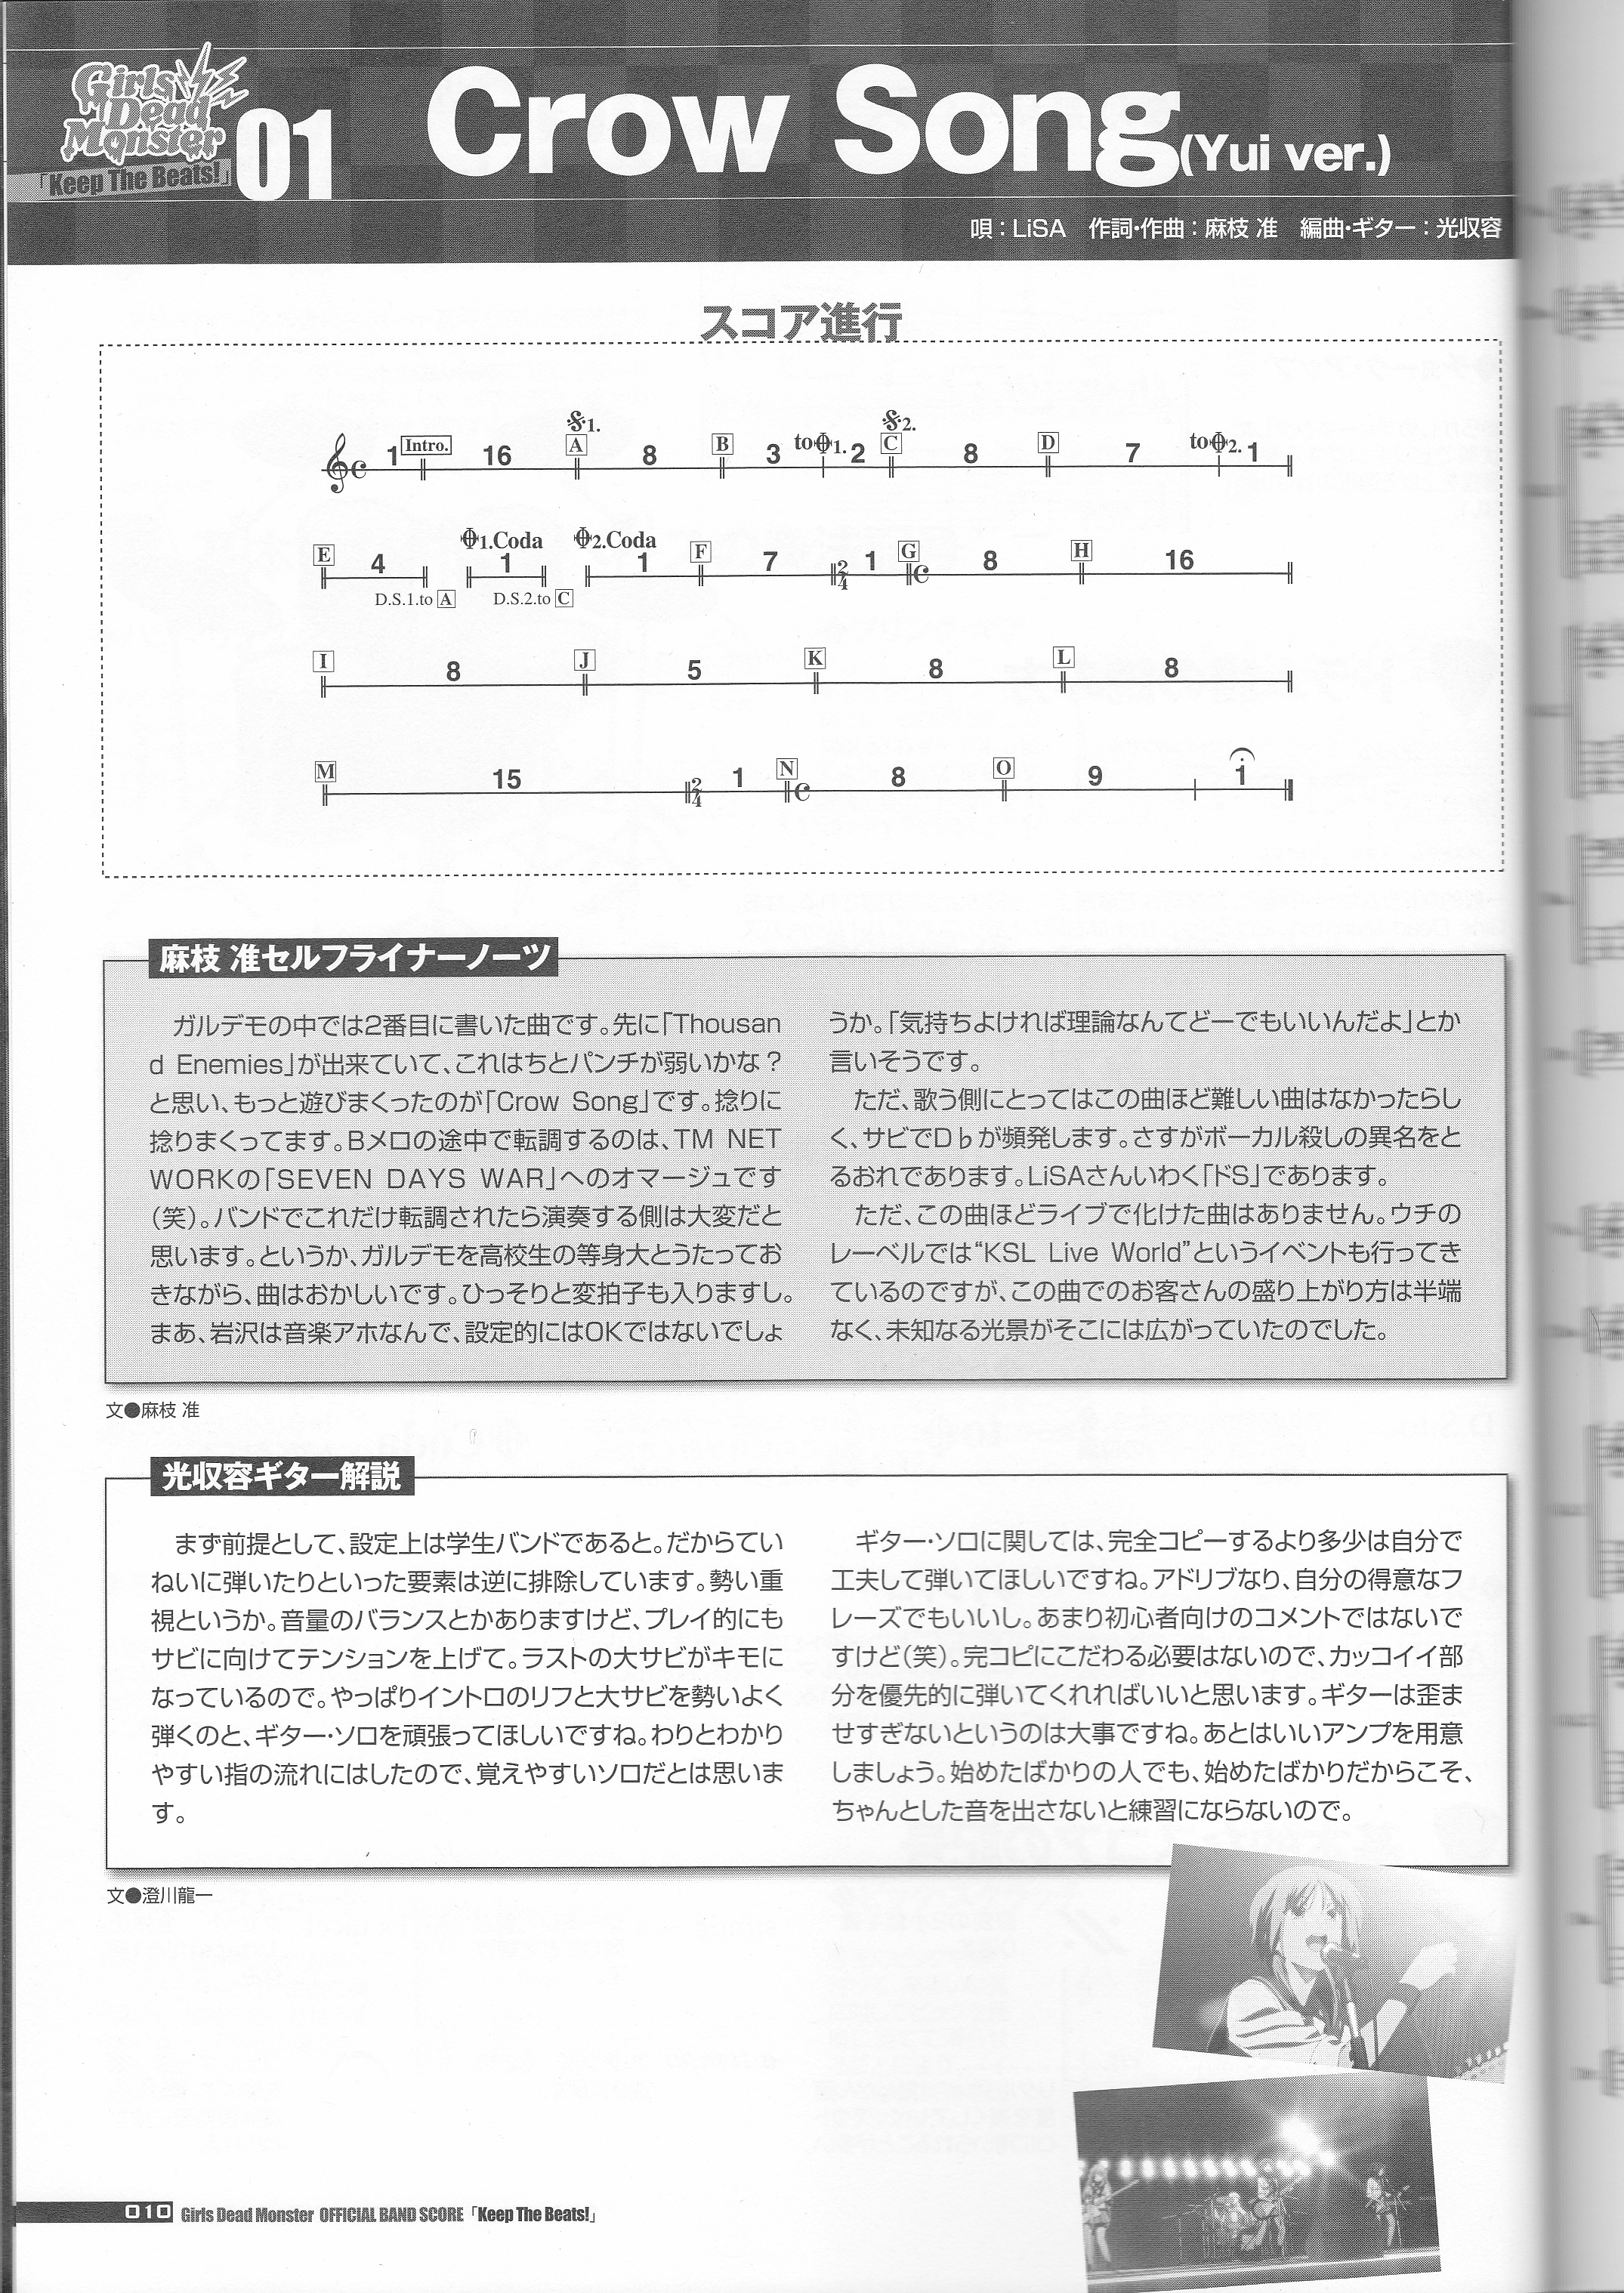 Girls Dead Monster
「Keep The Beats!」
01
Crow Song (Yui ver.)
唄：LiSA　作詞・作曲：麻枝 准　編曲・ギター：光収容
スコア進行
1 Intro. 16 1. A 8 B 3 to 1. 2 2. C 8 D 7 to 2. 1
E 4 1.Coda 1 2.Coda 1 F 7 2/4 1 G 8 H 16
D.S.1.to A D.S.2.to C
I 8 J 5 K 8 L 8
M 15 2/4 1 N 8 O 9 1
麻枝 准セルフライナーノーツ
ガルデモの中では2番目に書いた曲です。先に「Thousan
d Enemies」が出来ていて、これはちとパンチが弱いかな？
と思い、もっと遊びまくったのが「Crow Song」です。捻りに
捻りまくってます。Bメロの途中で転調するのは、TM NET
WORKの「SEVEN DAYS WAR」へのオマージュです
（笑）。バンドでこれだけ転調されたら演奏する側は大変だと
思います。というか、ガルデモを高校生の等身大とうたってお
きながら、曲はおかしいです。ひっそりと変拍子も入りますし。
まあ、岩沢は音楽アホなんで、設定的にはOKではないでしょ
うか。「気持ちよければ理論なんてどーでもいいんだよ」とか
言いそうです。
ただ、歌う側にとってはこの曲ほど難しい曲はなかったらし
く、サビでD♭が頻発します。さすがボーカル殺しの異名をと
るおれであります。LiSAさんいわく「ドS」であります。
ただ、この曲ほどライブで化けた曲はありません。ウチの
レーベルでは“KSL Live World”というイベントも行ってき
ているのですが、この曲でのお客さんの盛り上がり方は半端
なく、未知なる光景がそこには広がっていたのでした。
文●麻枝 准
光収容ギター解説
まず前提として、設定上は学生バンドであると。だからてい
ねいに弾いたりといった要素は逆に排除しています。勢い重
視というか。音量のバランスとかありますけど、プレイ的にも
サビに向けてテンションを上げて。ラストの大サビがキモに
なっているので。やっぱりイントロのリフと大サビを勢いよく
弾くのと、ギター・ソロを頑張ってほしいですね。わりとわかり
やすい指の流れにはしたので、覚えやすいソロだとは思いま
す。
ギター・ソロに関しては、完全コピーするより多少は自分で
工夫して弾いてほしいですね。アドリブなり、自分の得意なフ
レーズでもいいし。あまり初心者向けのコメントではないで
すけど（笑）。完コピにこだわる必要はないので、カッコイイ部
分を優先的に弾いてくれればいいと思います。ギターは歪ま
せすぎないというのは大事ですね。あとはいいアンプを用意
しましょう。始めたばかりの人でも、始めたばかりだからこそ、
ちゃんとした音を出さないと練習にならないので。
文●澄川龍一
010 Girls Dead Monster OFFICIAL BAND SCORE「Keep The Beats!」